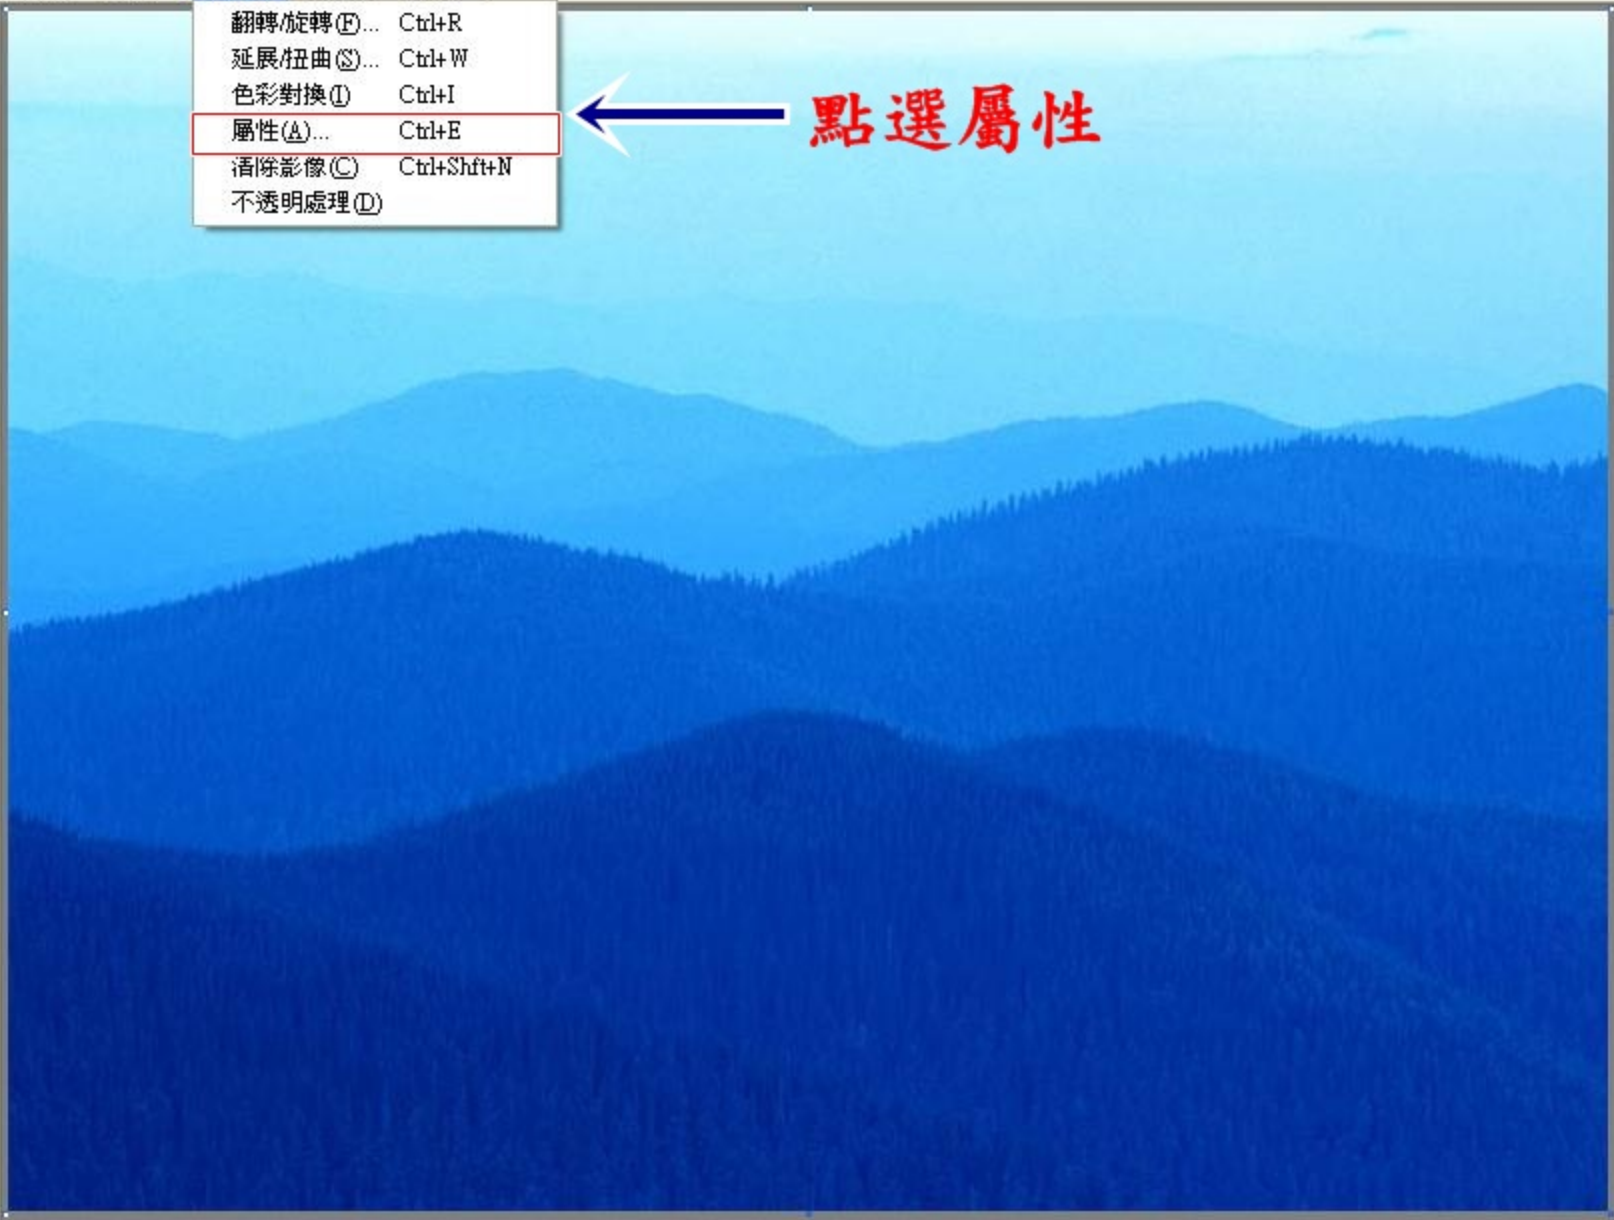 翻轉/旋轉(F)... Ctrl+R
延展/扭曲(S)... Ctrl+W
色彩對換(I) Ctrl+I
屬性(A)... Ctrl+E
清除影像(C) Ctrl+Shft+N
不透明處理(D)
點選屬性